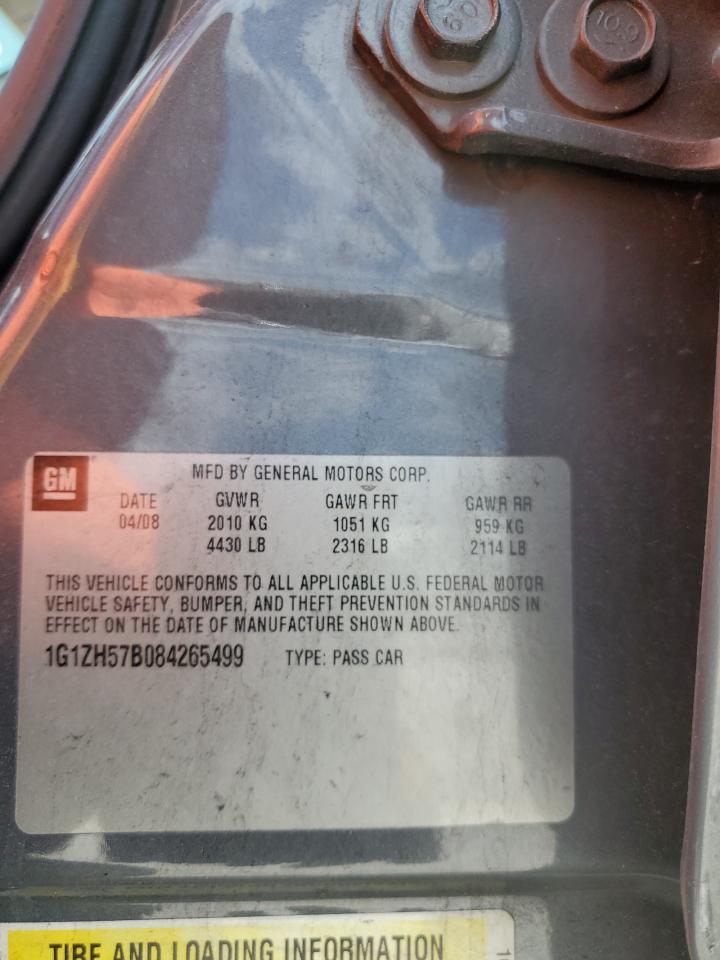 60
10.9
GM MFD BY GENERAL MOTORS CORP.
DATE GVWR GAWR FRT GAWR RR
04/08 2010 KG 1051 KG 959 KG
4430 LB 2316 LB 2114 LB
THIS VEHICLE CONFORMS TO ALL APPLICABLE U.S. FEDERAL MOTOR
VEHICLE SAFETY, BUMPER, AND THEFT PREVENTION STANDARDS IN
EFFECT ON THE DATE OF MANUFACTURE SHOWN ABOVE.
1G1ZH57B084265499 TYPE: PASS CAR
TIRE AND LOADING INFORMATION